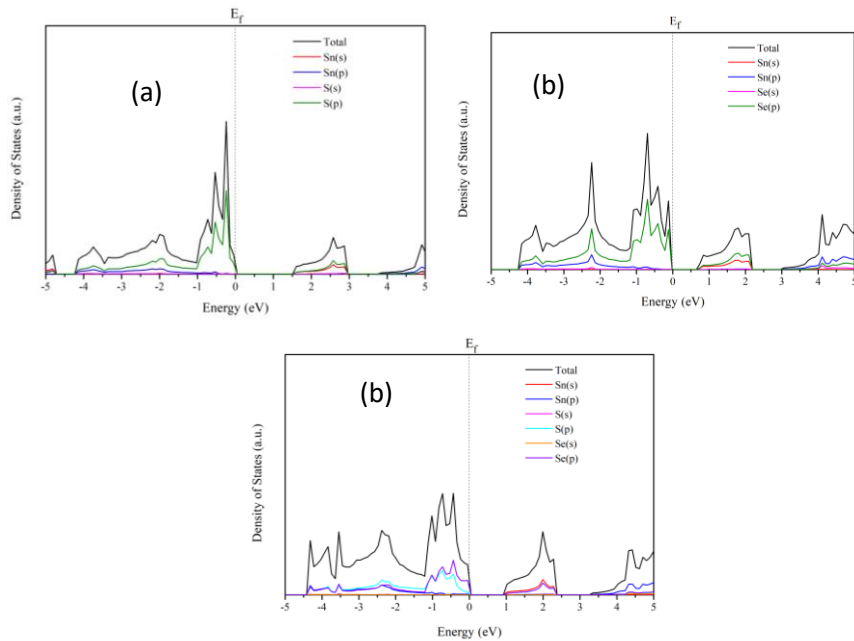 E_f
(a)
Total
Sn(s)
Sn(p)
S(s)
S(p)
Density of States (a.u.)
-5 -4 -3 -2 -1 0 1 2 3 4 5
Energy (eV)
E_f
(b)
Total
Sn(s)
Sn(p)
Se(s)
Se(p)
Density of States (a.u.)
-5 -4 -3 -2 -1 0 1 2 3 4 5
Energy (eV)
E_f
(b)
Total
Sn(s)
Sn(p)
S(s)
S(p)
Se(s)
Se(p)
Density of States (a.u.)
-5 -4 -3 -2 -1 0 1 2 3 4 5
Energy (eV)